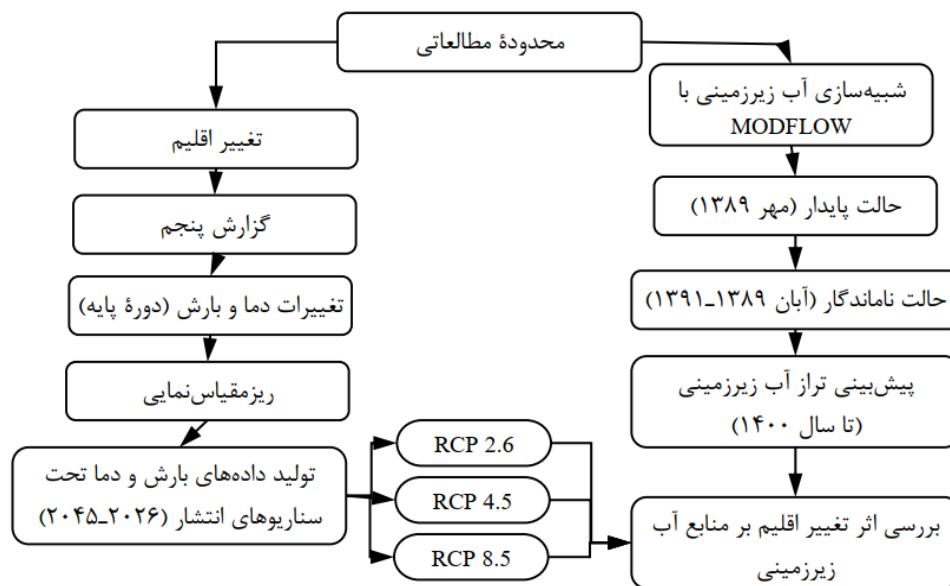 محدودهٔ مطالعاتی
شبیه‌سازی آب زیرزمینی با
MODFLOW
حالت پایدار (مهر ۱۳۸۹)
حالت ناماندگار (آبان ۱۳۸۹ـ۱۳۹۱)
پیش‌بینی تراز آب زیرزمینی
(تا سال ۱۴۰۰)
بررسی اثر تغییر اقلیم بر منابع آب
زیرزمینی
تغییر اقلیم
گزارش پنجم
تغییرات دما و بارش (دورهٔ پایه)
ریزمقیاس‌نمایی
تولید داده‌های بارش و دما تحت
سناریوهای انتشار (۲۰۲۶ـ۲۰۴۵)
RCP 2.6
RCP 4.5
RCP 8.5